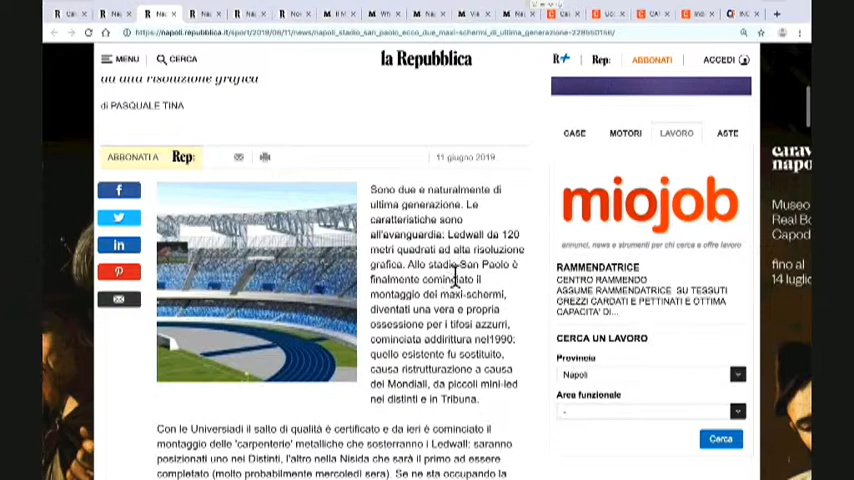 https://napoli.repubblica.it/sport/2019/06/11/news/napoli_stadio_san_paolo_ecco_due_maxi-schermi_di_ultima_generazione-228550158/
MENU
CERCA
la Repubblica
R+
Rep:
ABBONATI
ACCEDI
ad alta risoluzione grafica
di PASQUALE TINA
ABBONATI A Rep:
11 giugno 2019
Sono due e naturalmente di
ultima generazione. Le
caratteristiche sono
all'avanguardia: Ledwall da 120
metri quadrati ad alta risoluzione
grafica. Allo stadio San Paolo è
finalmente cominciato il
montaggio dei maxi-schermi,
diventati una vera e propria
ossessione per i tifosi azzurri,
cominciata addirittura nel1990:
quello esistente fu sostituito,
causa ristrutturazione a causa
dei Mondiali, da piccoli mini-led
nei distinti e in Tribuna.
Con le Universiadi il salto di qualità è certificato e da ieri è cominciato il
montaggio delle 'carpenterie' metalliche che sosterranno i Ledwall: saranno
posizionati uno nei Distinti, l'altro nella Nisida che sarà il primo ad essere
completato (molto probabilmente mercoledì sera). Se ne sta occupando la
CASE
MOTORI
LAVORO
ASTE
miojob
annunci, news e strumenti per chi cerca e offre lavoro
RAMMENDATRICE
CENTRO RAMMENDO
ASSUME RAMMENDATRICE SU TESSUTI
GREZZI CARDATI E PETTINATI E OTTIMA
CAPACITA' DI...
CERCA UN LAVORO
Provincia
Napoli
Area funzionale
-
Cerca
Museo
Real Bo
Capod
fino al
14 luglio